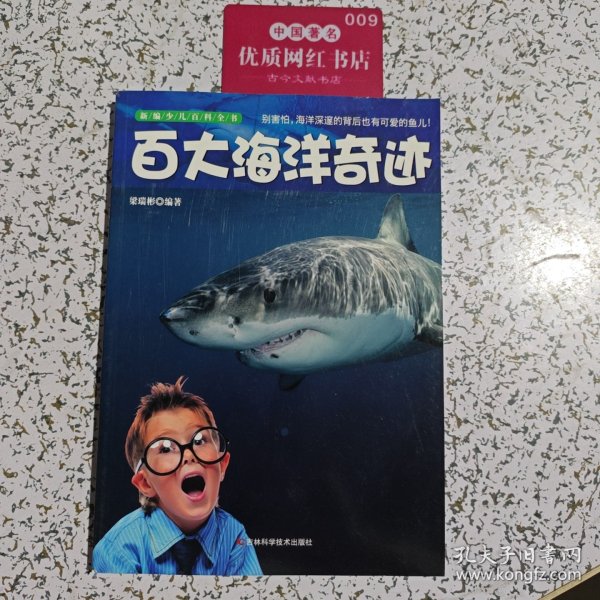 009
中国著名
优质网红书店
古今文献书店
新/编/少/儿/百/科/全/书
别害怕，海洋深邃的背后也有可爱的鱼儿！
百大海洋奇迹
梁瑞彬◎编著
吉林科学技术出版社
孔夫子旧书网
www.kongfz.com